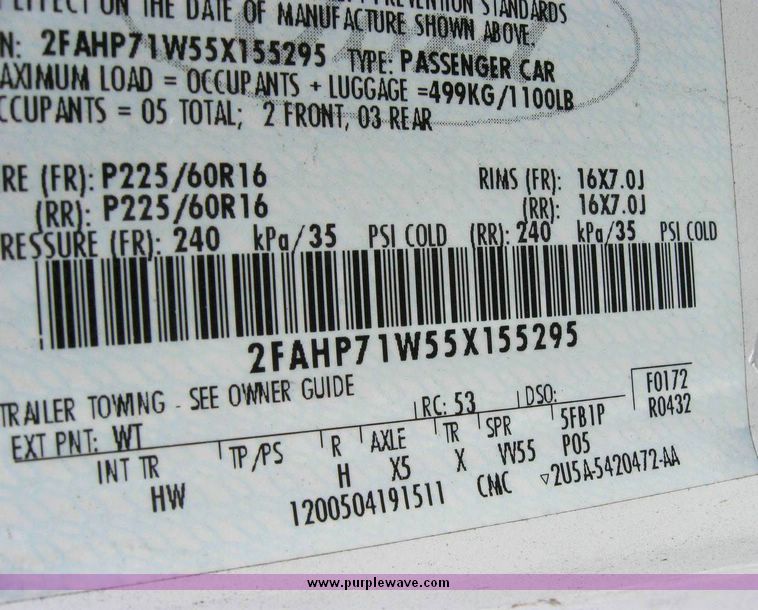 EFFECT ON THE DATE OF MANUFACTURE SHOWN ABOVE.
N: 2FAHP71W55X155295 TYPE: PASSENGER CAR
AXIMUM LOAD = OCCUPANTS + LUGGAGE =499KG/1100LB
CCUPANTS = 05 TOTAL; 2 FRONT, 03 REAR
RE (FR): P225/60R16 RIMS (FR): 16X7.0J
(RR): P225/60R16 (RR): 16X7.0J
RESSURE (FR): 240 kPa/35 PSI COLD (RR): 240 kPa/35 PSI COLD
2FAHP71W55X155295
TRAILER TOWING - SEE OWNER GUIDE
EXT PNT: WT RC: 53 DSO: F0172
INT TR TP/PS R AXLE TR SPR 5FB1P R0432
HW H X5 X VV55 P05
1200504191511 CMC ▽2U5A-5420472-AA
www.purplewave.com